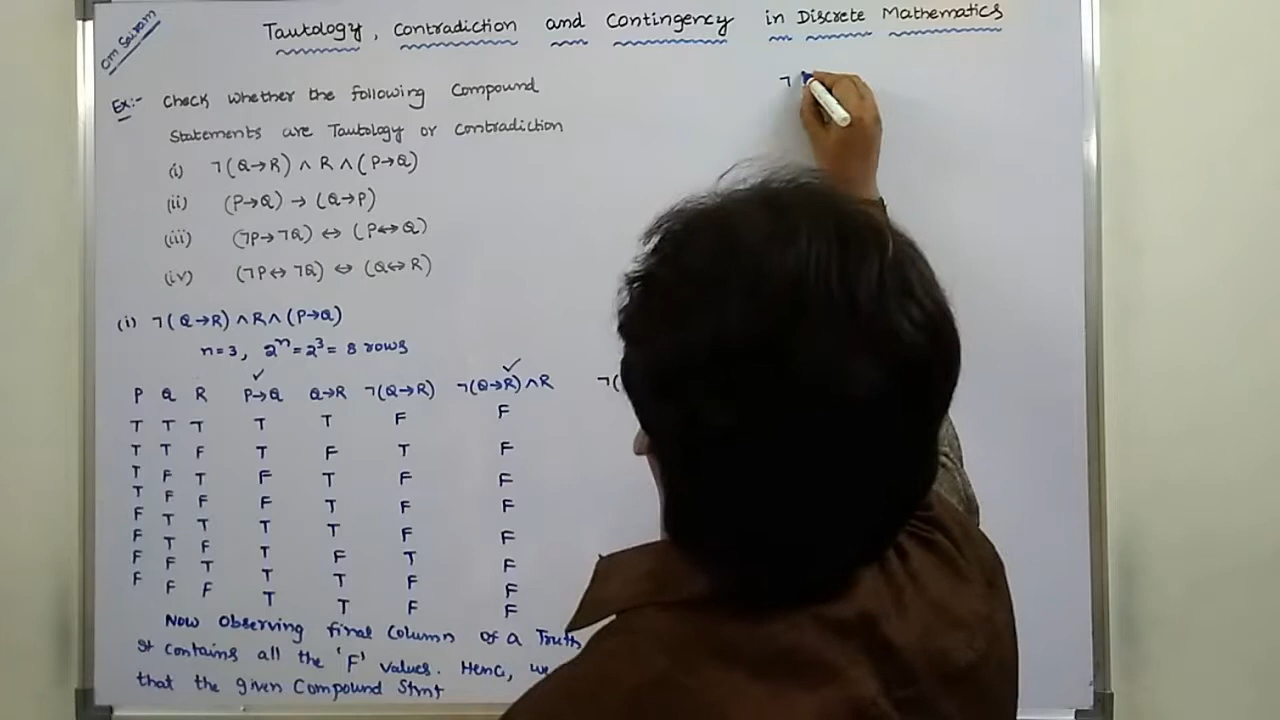 Om Sairam
Tautology, Contradiction and Contingency in Discrete Mathematics
Ex:- Check whether the following Compound
Statements are Tautology or Contradiction
(i) ¬(Q→R) ∧ R ∧ (P→Q)
(ii) (P→Q) → (Q→P)
(iii) (¬P→¬Q) ↔ (P↔Q)
(iv) (¬P↔¬Q) ↔ (Q↔R)
(i) ¬(Q→R) ∧ R ∧ (P→Q)
n=3, 2ⁿ=2³= 8 rows
✓ ✓
P Q R P→Q Q→R ¬(Q→R) ¬(Q→R)∧R ¬(
T T T T T F F
T T F T F T F
T F T F T F F
T F F F T F F
F T T T T F F
F T F T F T F
F F T T T F F
F F F T T F F
Now Observing final Column of a Truth
It contains all the 'F' values. Hence, we
that the given Compound Stmt
¬